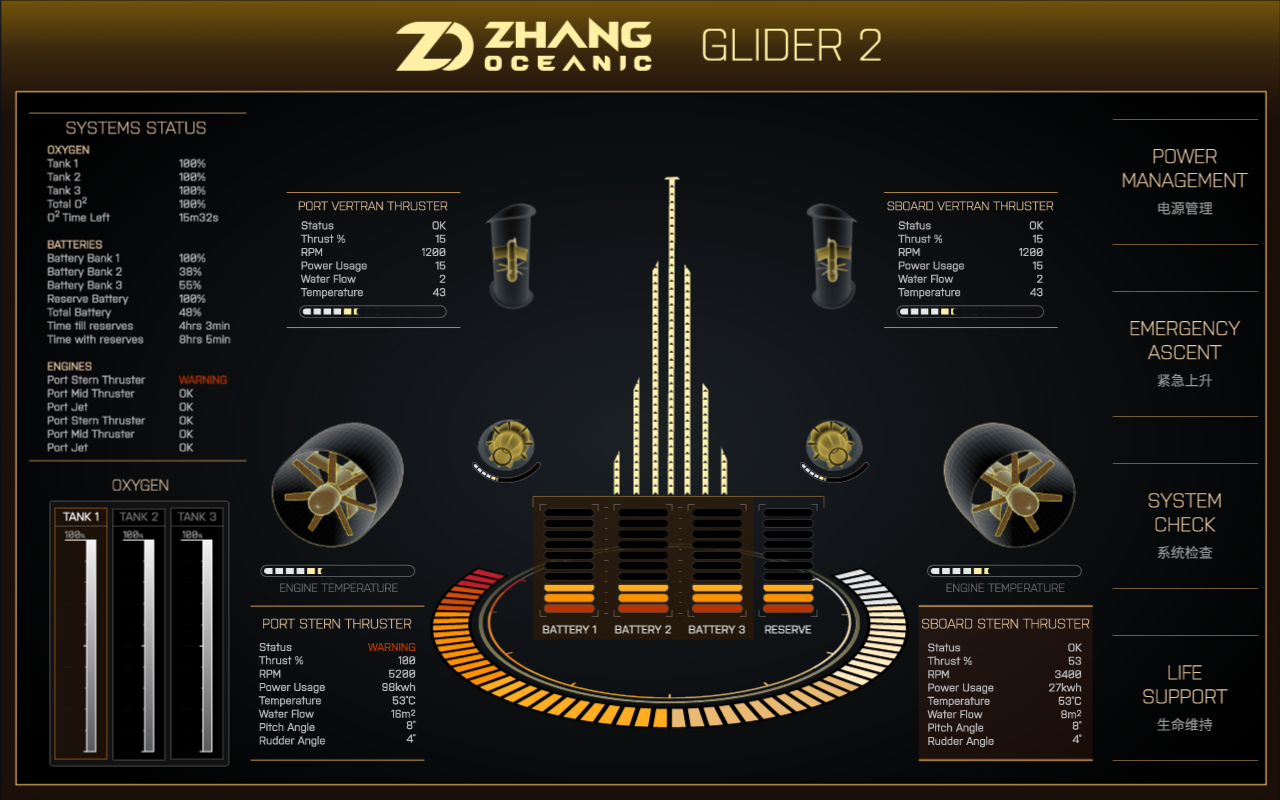 ZHANG
OCEANIC
GLIDER 2
SYSTEMS STATUS
OXYGEN
Tank 1 100%
Tank 2 100%
Tank 3 100%
Total O² 100%
O² Time Left 15m32s
BATTERIES
Battery Bank 1 100%
Battery Bank 2 38%
Battery Bank 3 55%
Reserve Battery 100%
Total Battery 48%
Time till reserves 4hrs 3min
Time with reserves 8hrs 5min
ENGINES
Port Stern Thruster WARNING
Port Mid Thruster OK
Port Jet OK
Port Stern Thruster OK
Port Mid Thruster OK
Port Jet OK
OXYGEN
TANK 1 TANK 2 TANK 3
100% 100% 100%
PORT VERTRAN THRUSTER
Status OK
Thrust % 15
RPM 1200
Power Usage 15
Water Flow 2
Temperature 43
SBOARD VERTRAN THRUSTER
Status OK
Thrust % 15
RPM 1200
Power Usage 15
Water Flow 2
Temperature 43
ENGINE TEMPERATURE
PORT STERN THRUSTER
Status WARNING
Thrust % 100
RPM 5200
Power Usage 98kwh
Temperature 53°C
Water Flow 16m²
Pitch Angle 8°
Rudder Angle 4°
BATTERY 1 BATTERY 2 BATTERY 3 RESERVE
ENGINE TEMPERATURE
SBOARD STERN THRUSTER
Status OK
Thrust % 53
RPM 3400
Power Usage 27kwh
Temperature 53°C
Water Flow 8m²
Pitch Angle 8°
Rudder Angle 4°
POWER
MANAGEMENT
电源管理
EMERGENCY
ASCENT
紧急上升
SYSTEM
CHECK
系统检查
LIFE
SUPPORT
生命维持